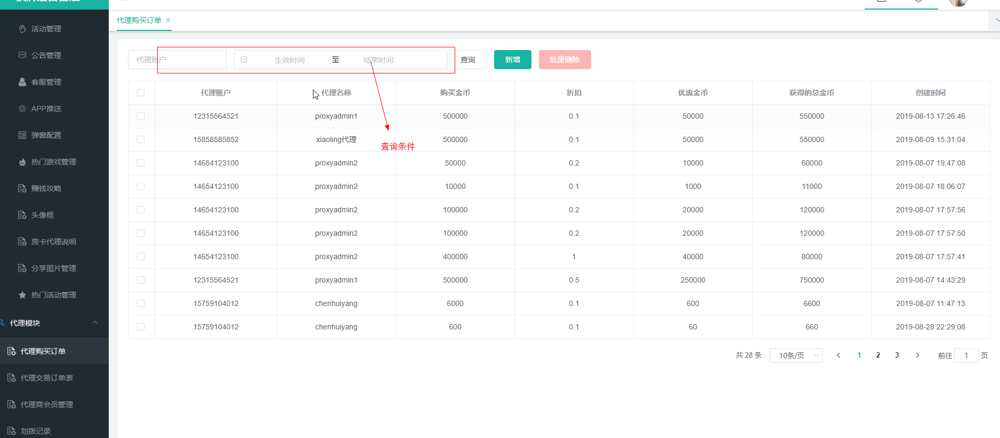 代理购买订单
活动管理
公告管理
客服管理
APP推送
弹窗配置
热门游戏管理
赚钱攻略
头像框
房卡代理说明
分享图片管理
热门活动管理
代理模块
代理购买订单
代理交易订单表
代理商会员管理
划拨记录
代理账户 生效时间 至 结束时间 查询 新增 批量删除
代理账户 代理名称 购买金币 折扣 优惠金币 获得的总金币 创建时间
12315564521 proxyadmin1 500000 0.1 50000 550000 2019-08-13 17:26:46
15858585852 xiaoling代理 500000 0.1 50000 550000 2019-08-09 15:31:04
查询条件
14654123100 proxyadmin2 50000 0.2 10000 60000 2019-08-07 19:47:08
14654123100 proxyadmin2 10000 0.1 1000 11000 2019-08-07 18:06:07
14654123100 proxyadmin2 100000 0.2 20000 120000 2019-08-07 17:57:56
14654123100 proxyadmin2 100000 0.2 20000 120000 2019-08-07 17:57:50
14654123100 proxyadmin2 400000 1 40000 80000 2019-08-07 17:57:41
12315564521 proxyadmin1 500000 0.5 250000 750000 2019-08-07 14:43:29
15759104012 chenhuiyang 6000 0.1 600 6600 2019-08-07 11:47:13
15759104012 chenhuiyang 600 0.1 60 660 2019-08-28 22:29:08
共 28 条 10条/页 1 2 3 前往 1 页